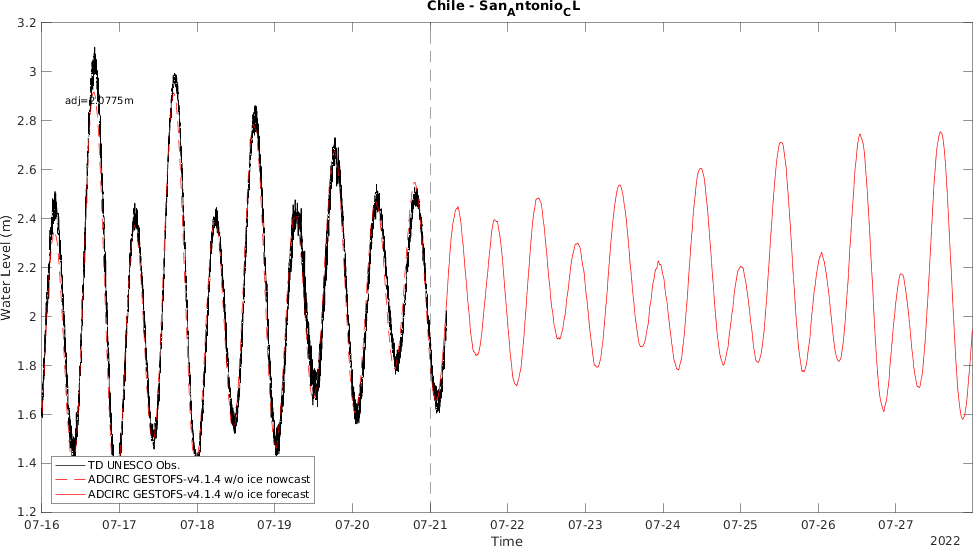 Chile - San_Antonio_CL
3.2
3
adj=2.0775m
2.8
2.6
2.4
2.2
2
1.8
1.6
1.4
1.2
Water Level (m)
TD UNESCO Obs.
ADCIRC GESTOFS-v4.1.4 w/o ice nowcast
ADCIRC GESTOFS-v4.1.4 w/o ice forecast
07-16 07-17 07-18 07-19 07-20 07-21 07-22 07-23 07-24 07-25 07-26 07-27
Time
2022